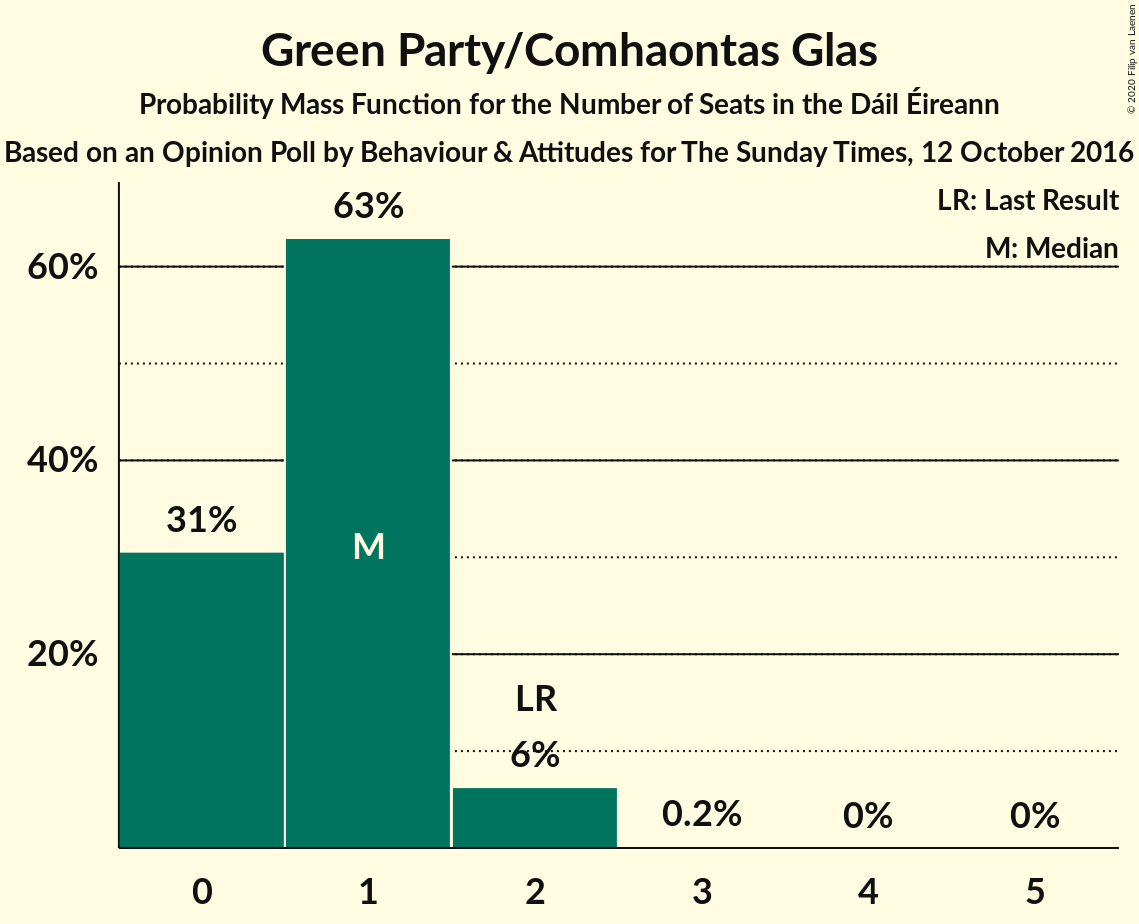 Green Party/Comhaontas Glas
Probability Mass Function for the Number of Seats in the Dáil Éireann
Based on an Opinion Poll by Behaviour & Attitudes for The Sunday Times, 12 October 2016
© 2020 Filip van Laenen
LR: Last Result
M: Median
63%
60%
40%
31%
M
20%
LR
6%
0.2%
0%
0%
0 1 2 3 4 5